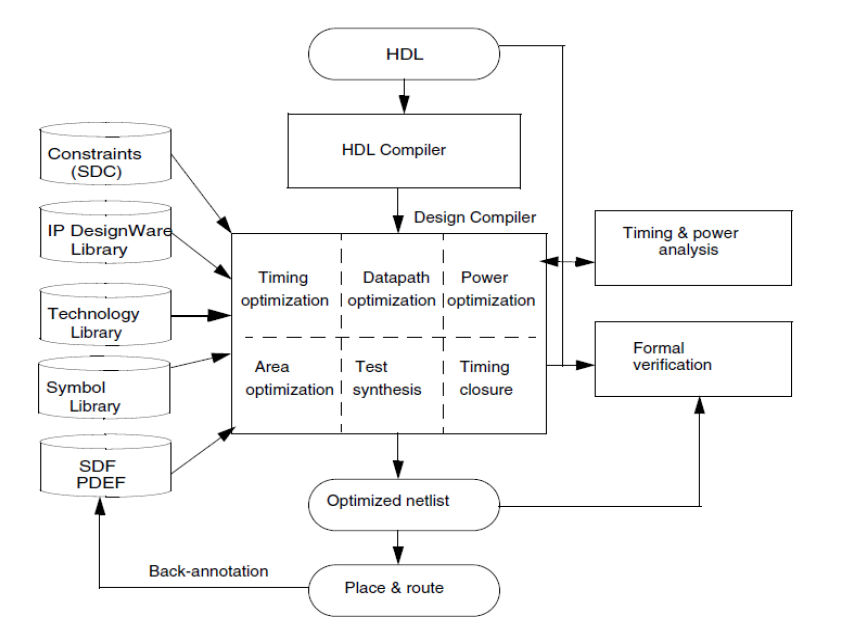 HDL
HDL Compiler
Constraints
(SDC)
IP DesignWare
Library
Technology
Library
Symbol
Library
SDF
PDEF
Design Compiler
Timing
optimization
Datapath
optimization
Power
optimization
Area
optimization
Test
synthesis
Timing
closure
Timing & power
analysis
Formal
verification
Optimized netlist
Back-annotation
Place & route